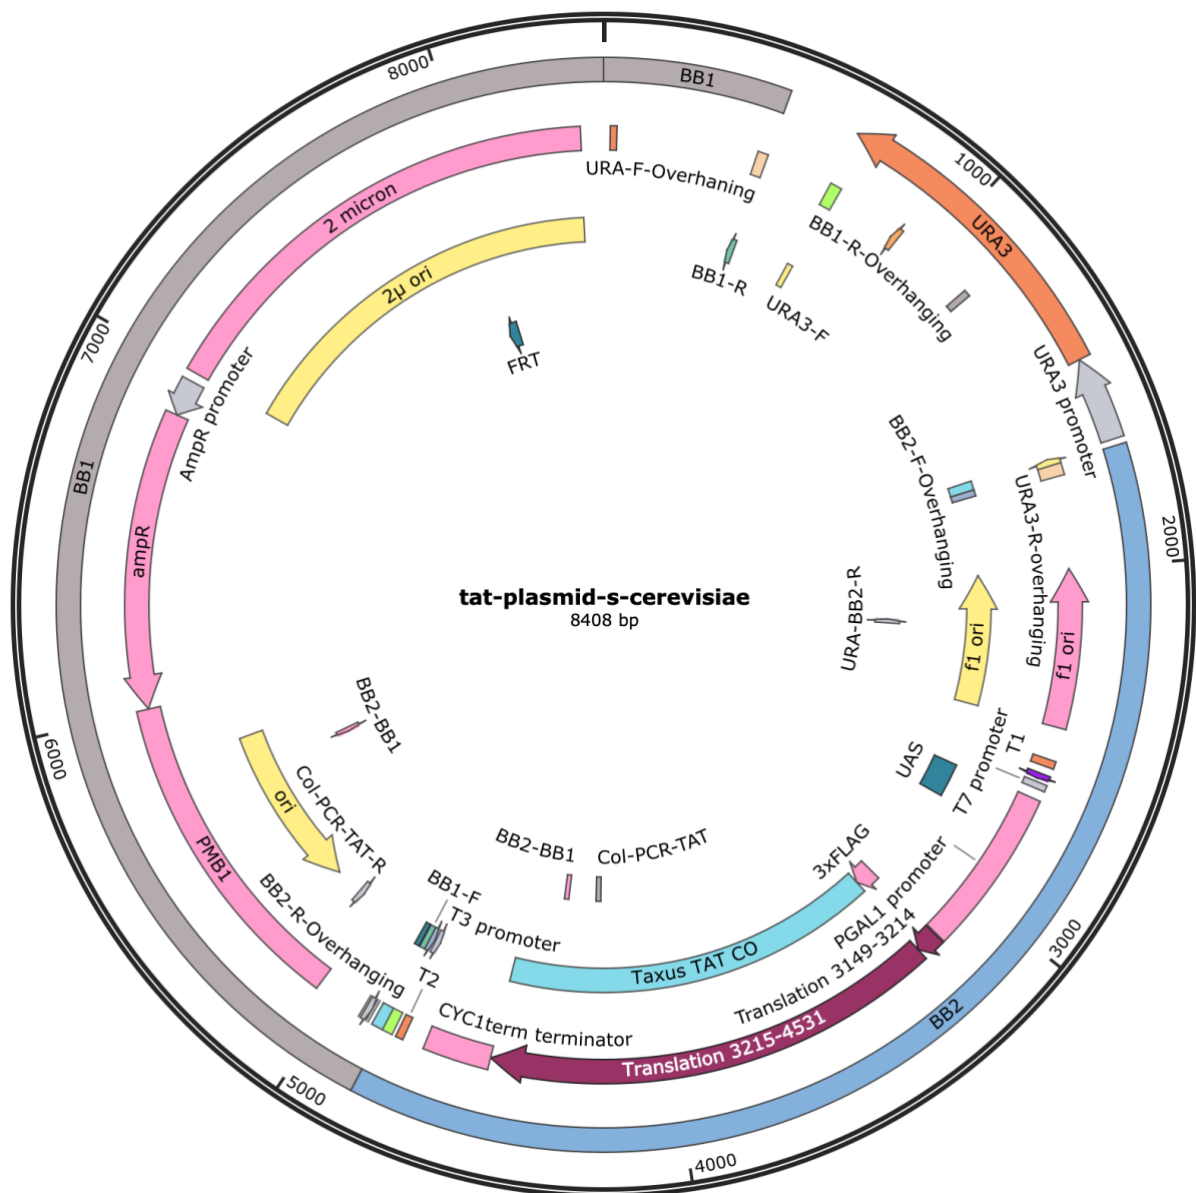 8000
BB1
URA-F-Overhaning
1000
URA3
2 micron
BB1-R-Overhanging
BB1-R
URA3-F
2μ ori
7000
FRT
AmpR promoter
URA3 promoter
BB2-F-Overhanging
URA3-R-overhanging
BB1
2000
ampR
tat-plasmid-s-cerevisiae
8408 bp
URA-BB2-R
f1 ori
f1 ori
BB2-BB1
6000
T1
T7 promoter
UAS
ori
Col-PCR-TAT-R
BB2-BB1
Col-PCR-TAT
3xFLAG
PMB1
BB1-F
PGAL1 promoter
BB2-R-Overhanging
T3 promoter
Translation 3149-3214
3000
Taxus TAT CO
T2
CYC1term terminator
Translation 3215-4531
BB2
5000
4000